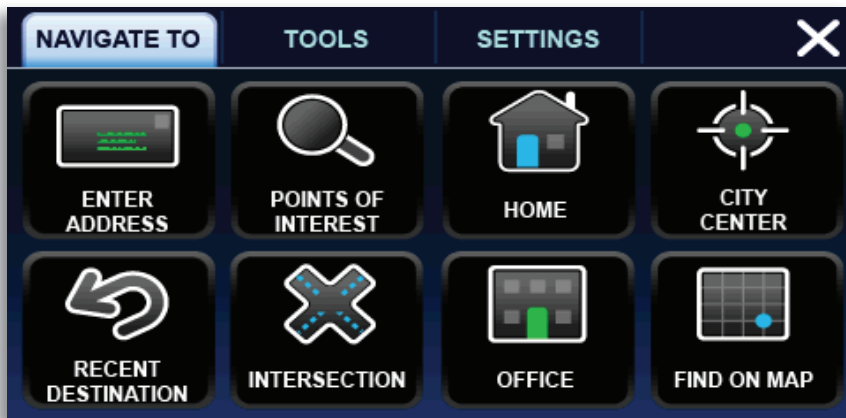 NAVIGATE TO
TOOLS
SETTINGS
ENTER
ADDRESS
POINTS OF
INTEREST
HOME
CITY
CENTER
RECENT
DESTINATION
INTERSECTION
OFFICE
FIND ON MAP